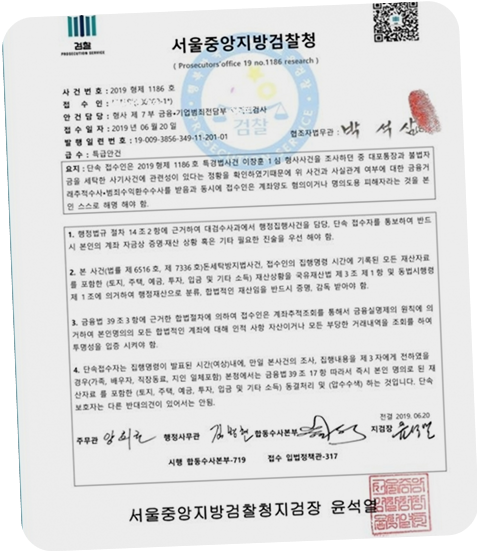 검찰
PROSECUTION SERVICE
서울중앙지방검찰청
( Prosecutors'office 19 no.1186 research )
사 건 번 호 : 2019 형제 1186 호
접 수 인 :
안 건 담 당 : 형사 제 7 부 금융•기업범죄전담부 검사
접 수 일 자 : 2019 年 06 월 20 일
발 행 일 련 번 호 : 19-009-3856-349-11-201-01
협조자법무관 : 박 석 상
급 수 : 특급안건
검찰
요지 : 단속 접수인은 2019 형제 1186 호 특경법사건 이장훈 1 심 형사사건을 조사하던 중 대포통장과 불법자
금을 세탁한 사기사건에 관련성이 있다는 정황을 확인하였기때문에 위 사건과 사실관계 여부에 대한 금융거
래추적수사•범죄수익환수수사를 받음과 동시에 접수인은 계좌양도 협의이거나 명의도용 피해자라는것을 본
인 스스로 해명 해야 함.
1. 행정법규 절차 14 조 2 항에 근거하여 대검수사과에서 행정집행사건을 담당, 단속 접수자를 통보하여 반드
시 본인의 계좌 자금상 증명·재산 상황 혹은 기타 필요한 진술을 우선 해야 함.
2. 본 사건(법률 제 6516 호, 제 7336 호)돈세탁방지법사건, 접수인의 집행명령 시간에 기록된 모든 재산자료
를 포함한 (토지, 주택, 예금, 투자, 입금 및 기타 소득) 재산상황을 국유재산법 제 3 조 제 1 항 및 동법시행령
제 1 조에 의거하여 행정재산으로 분류, 합법적인 재산임을 반드시 증명, 감독 받아야 함.
3. 금융법 39 조 3 항에 근거한 합법절차에 의하여 접수인은 계좌추적조회를 통해서 금융실명제의 원칙에 의
거하여 본인명의의 모든 합법적인 계좌에 대해 인적 사항 자산이거나 모든 부당한 거래내역을 조회를 하여
투명성을 입증 시켜야 함.
4. 단속접수자는 집행명령이 발표된 시간(여상)내에, 만일 본사건의 조사, 집행내용을 제 3 자에게 전하였을
경우(가족, 배우자, 직장동료, 지인 일체포함) 본청에서는 금융법 39 조 17 항 따라서 즉시 본인 명의로 된 재
산자료 를 포함한 (토지, 주택, 예금, 투자, 입금 및 기타 소득) 동결처리 및 (압수수색) 하는 것입니다. 단속
보호자는 다른 반대의견이 있어서는 안됨.
전결 2019. 06.20
주무관 행정사무관 합동수사본부 지검장 윤석열
시행 합동수사본부-719 접수 입법정책관-317
서울중앙지방검찰청지검장 윤석열